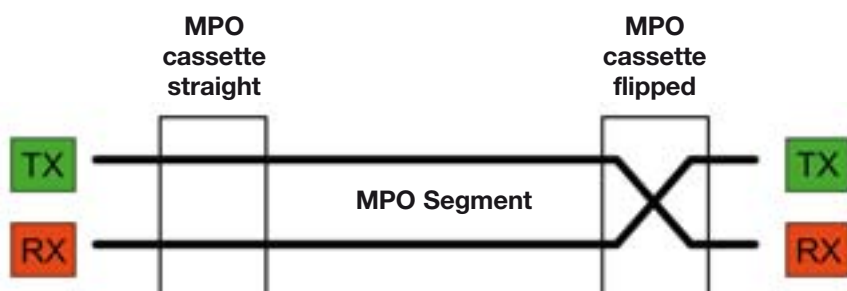 MPO
cassette
straight
MPO
cassette
flipped
TX
TX
MPO Segment
RX
RX